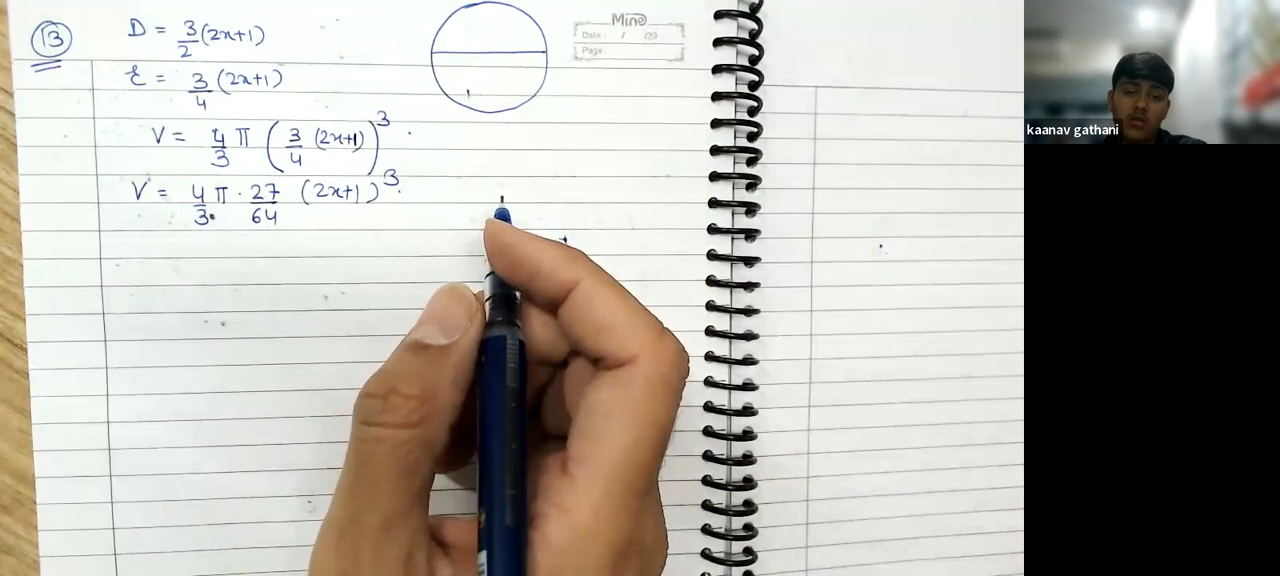 13
D = 3/2 (2x+1)
r = 3/4 (2x+1)
V = 4/3 π (3/4 (2x+1))^3
V = 4/3 π · 27/64 (2x+1)^3
Mine
Date : / /20
Page:
kaanav gathani